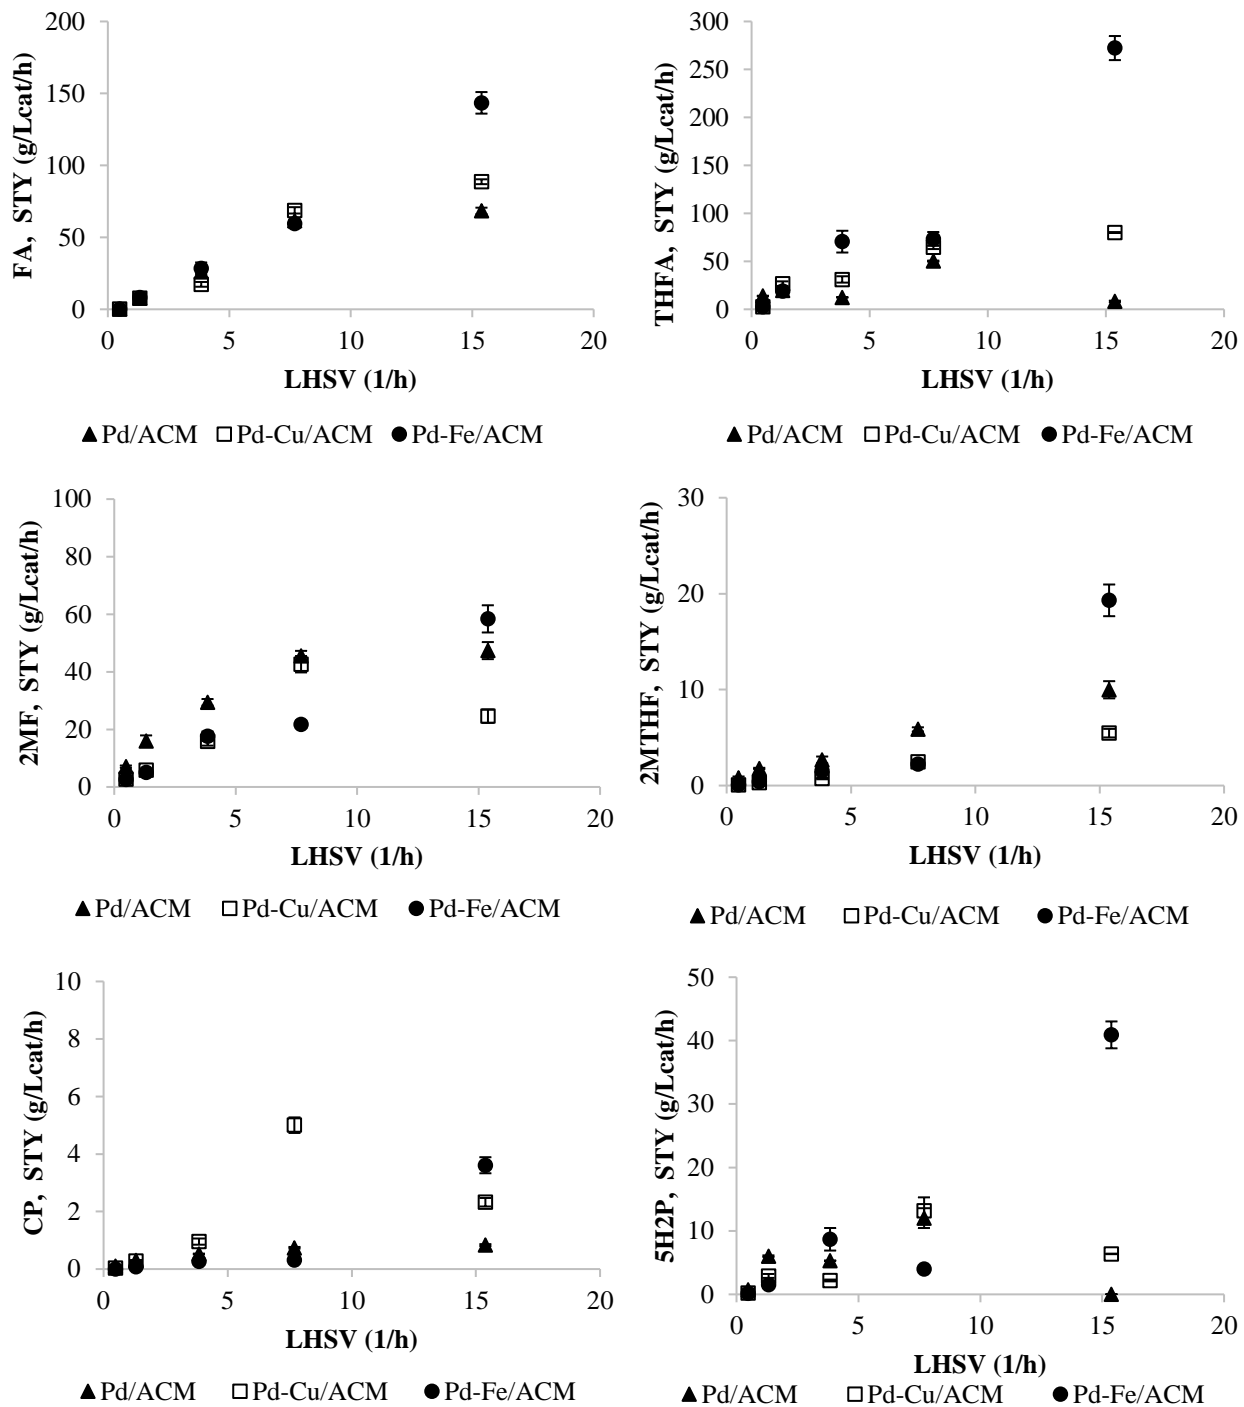 FA, STY (g/Lcat/h)
200
150
100
50
0
0 5 10 15 20
LHSV (1/h)
Pd/ACM Pd-Cu/ACM Pd-Fe/ACM
THFA, STY (g/Lcat/h)
300
250
200
150
100
50
0
0 5 10 15 20
LHSV (1/h)
Pd/ACM Pd-Cu/ACM Pd-Fe/ACM
2MF, STY (g/Lcat/h)
100
80
60
40
20
0
0 5 10 15 20
LHSV (1/h)
Pd/ACM Pd-Cu/ACM Pd-Fe/ACM
2MTHF, STY (g/Lcat/h)
30
20
10
0
0 5 10 15 20
LHSV (1/h)
Pd/ACM Pd-Cu/ACM Pd-Fe/ACM
CP, STY (g/Lcat/h)
10
8
6
4
2
0
0 5 10 15 20
LHSV (1/h)
Pd/ACM Pd-Cu/ACM Pd-Fe/ACM
5H2P, STY (g/Lcat/h)
50
40
30
20
10
0
0 5 10 15 20
LHSV (1/h)
Pd/ACM Pd-Cu/ACM Pd-Fe/ACM